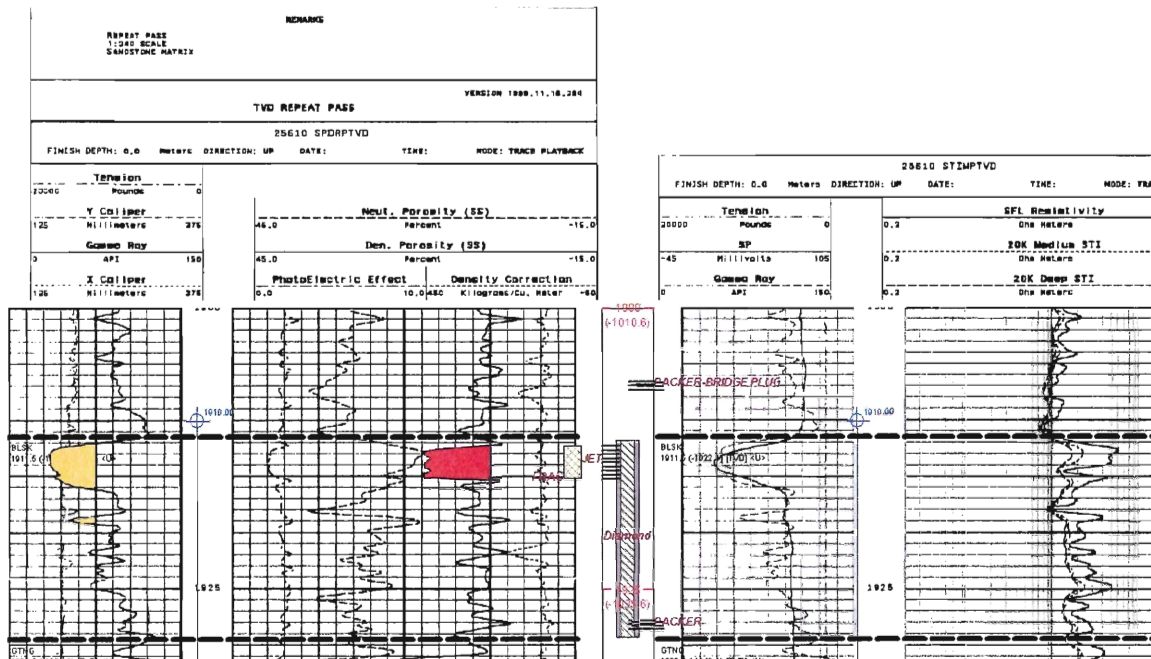 REMARKS
REPEAT PASS
1:240 SCALE
SANDSTONE MATRIX
VERSION 1999.11.16.264
TVD REPEAT PASS
25610 SPDRPTVD
FINISH DEPTH: 0.0 Meters DIRECTION: UP DATE: TIME: MODE: TRACE PLAYBACK
Tension
20000 Pounds 0
Y Caliper
125 Millimeters 375
Gamma Ray
0 API 150
X Caliper
125 Millimeters 375
Neut. Porosity (SS)
45.0 Percent -15.0
Den. Porosity (SS)
45.0 Percent -15.0
PhotoElectric Effect Density Correction
0.0 10.0 450 Kilograms/Cu. Meter -50
25610 STIMPTVD
FINISH DEPTH: 0.0 Meters DIRECTION: UP DATE: TIME: MODE: TRA
Tension
20000 Pounds 0
SP
-45 Millivolts 105
Gamma Ray
0 API 150
SFL Resistivity
0.2 Ohm Meters
20K Medium STI
0.2 Ohm Meters
20K Deep STI
0.2 Ohm Meters
(-1010.6)
PACKER-BRIDGE PLUG
1910.00
1910.00
BLSK
<U>
JET
Diamond
BLSK
[TVD] <U>
1925
1925
PACKER
GTNG
GTNG